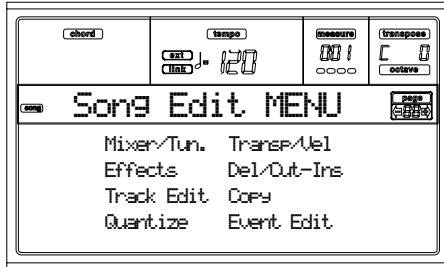 chord tempo measure transpose
ext ♩= 120 001 C 0
link octave
song Song Edit MENU page
Mixer/Tun. Transp/Vel
Effects Del/Cut-Ins
Track Edit Copy
Quantize Event Edit